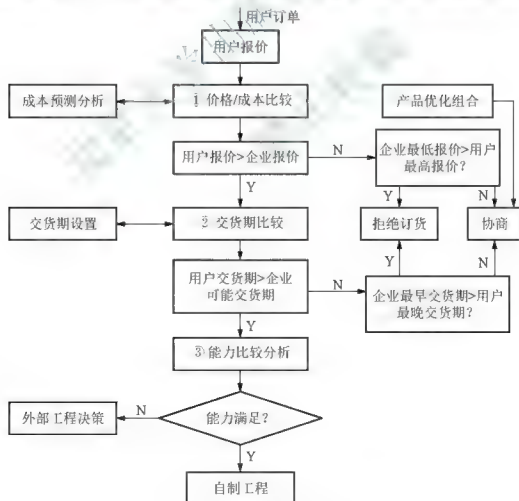 用户订单
用户报价
成本预测分析
1 价格/成本比较
产品优化组合
用户报价>企业报价
N
企业最低报价>用户
最高报价?
Y
Y
N
交货期设置
2 交货期比较
拒绝订货
协商
用户交货期>企业
可能交货期
N
Y
N
企业最早交货期>用户
最晚交货期?
Y
3 能力比较分析
外部工程决策
N
能力满足?
Y
自制工程